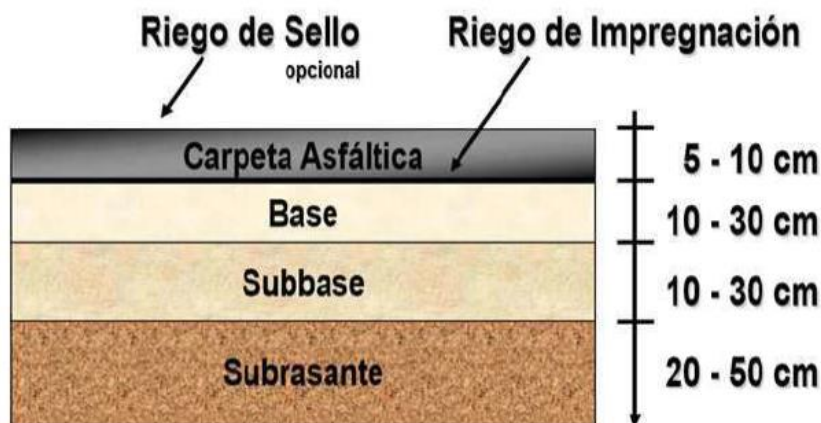 Riego de Sello
opcional
Riego de Impregnación
Carpeta Asfáltica
5 - 10 cm
Base
10 - 30 cm
Subbase
10 - 30 cm
Subrasante
20 - 50 cm